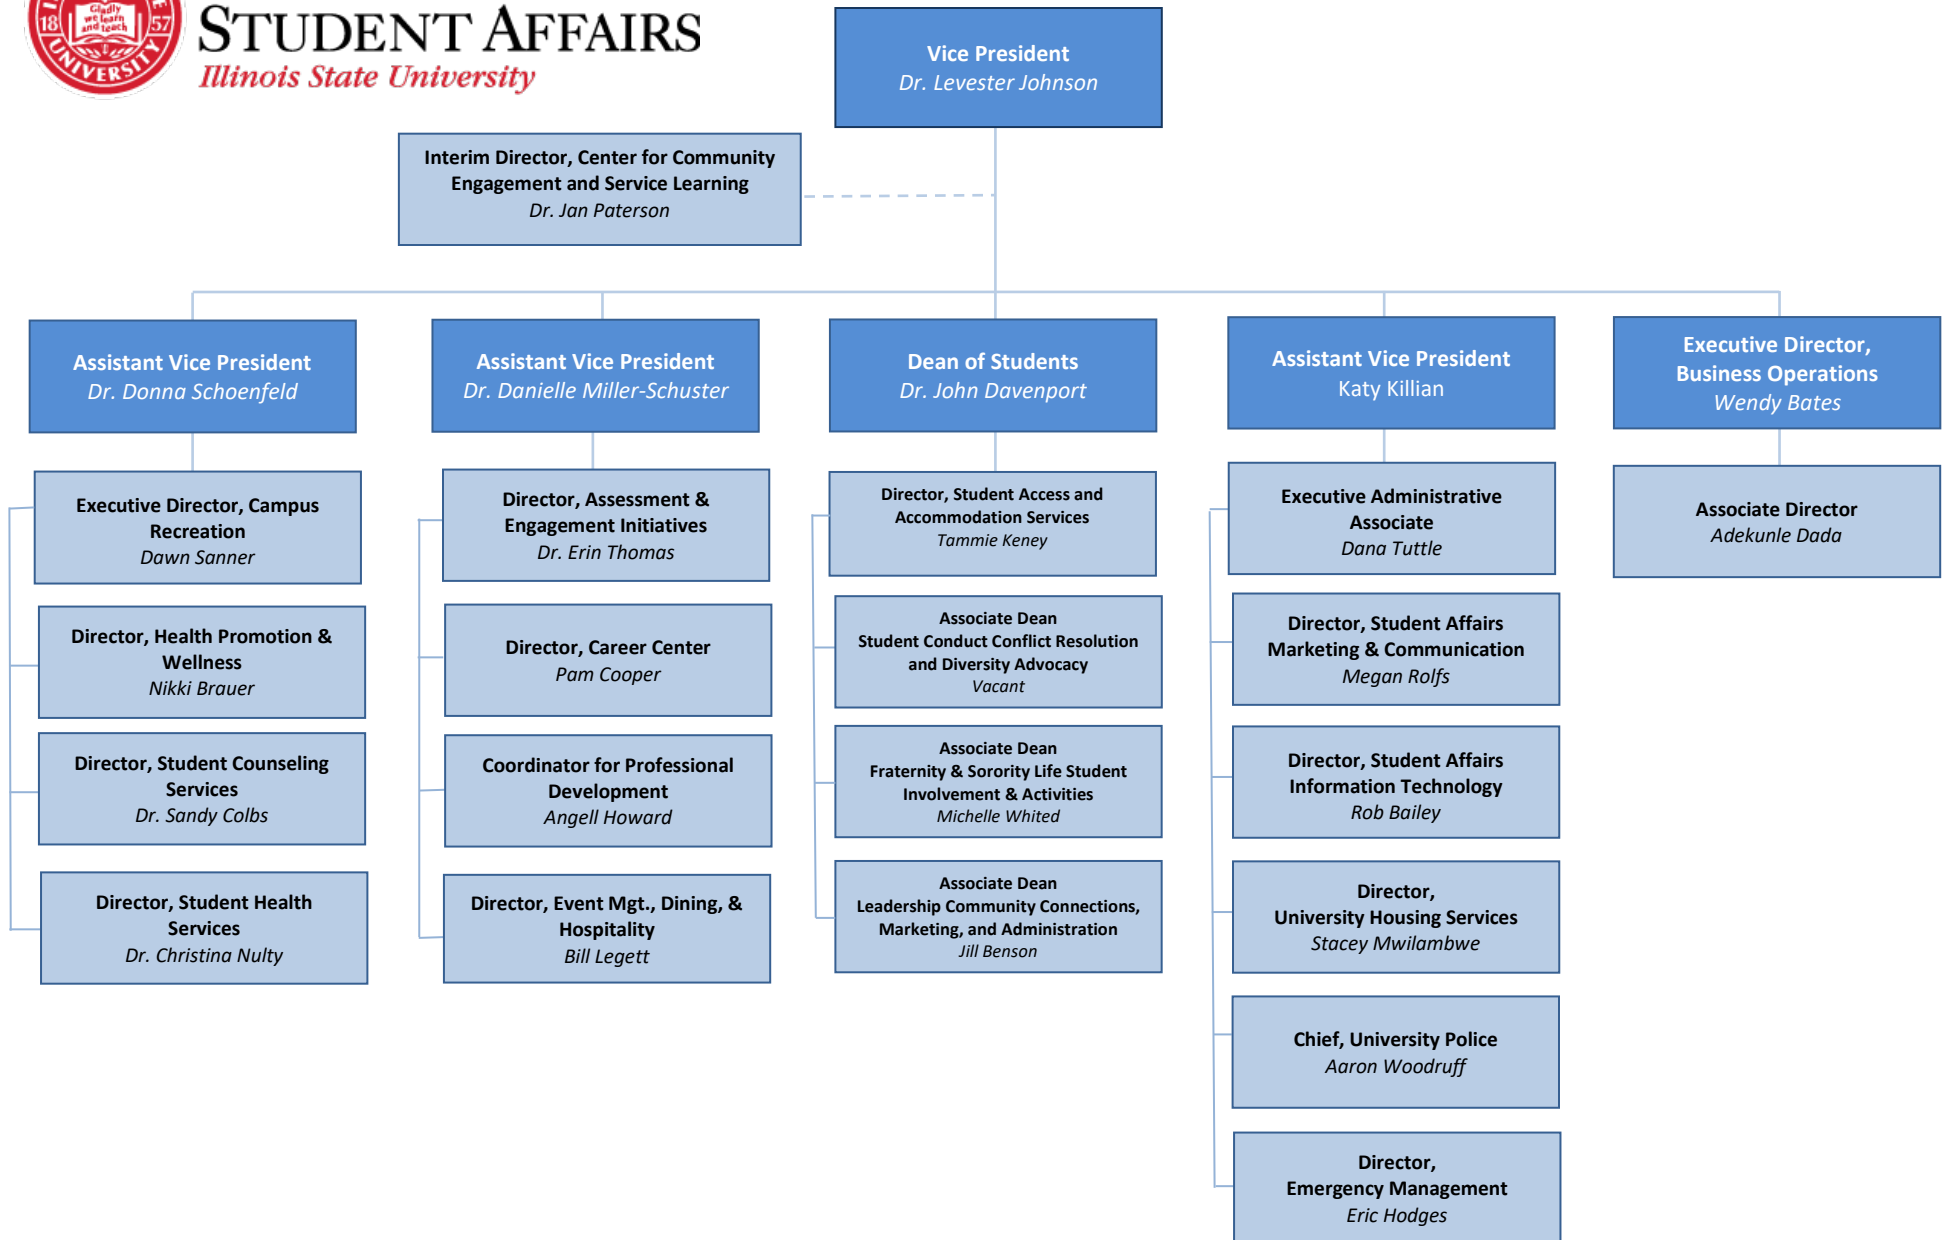 18 57
Gladly
we learn
and teach
UNIVERSITY
STUDENT AFFAIRS
Illinois State University
Vice President
Dr. Levester Johnson
Interim Director, Center for Community
Engagement and Service Learning
Dr. Jan Paterson
Assistant Vice President
Dr. Donna Schoenfeld
Executive Director, Campus
Recreation
Dawn Sanner
Director, Health Promotion &
Wellness
Nikki Brauer
Director, Student Counseling
Services
Dr. Sandy Colbs
Director, Student Health
Services
Dr. Christina Nulty
Assistant Vice President
Dr. Danielle Miller-Schuster
Director, Assessment &
Engagement Initiatives
Dr. Erin Thomas
Director, Career Center
Pam Cooper
Coordinator for Professional
Development
Angell Howard
Director, Event Mgt., Dining, &
Hospitality
Bill Legett
Dean of Students
Dr. John Davenport
Director, Student Access and
Accommodation Services
Tammie Keney
Associate Dean
Student Conduct Conflict Resolution
and Diversity Advocacy
Vacant
Associate Dean
Fraternity & Sorority Life Student
Involvement & Activities
Michelle Whited
Associate Dean
Leadership Community Connections,
Marketing, and Administration
Jill Benson
Assistant Vice President
Katy Killian
Executive Administrative
Associate
Dana Tuttle
Director, Student Affairs
Marketing & Communication
Megan Rolfs
Director, Student Affairs
Information Technology
Rob Bailey
Director,
University Housing Services
Stacey Mwilambwe
Chief, University Police
Aaron Woodruff
Director,
Emergency Management
Eric Hodges
Executive Director,
Business Operations
Wendy Bates
Associate Director
Adekunle Dada